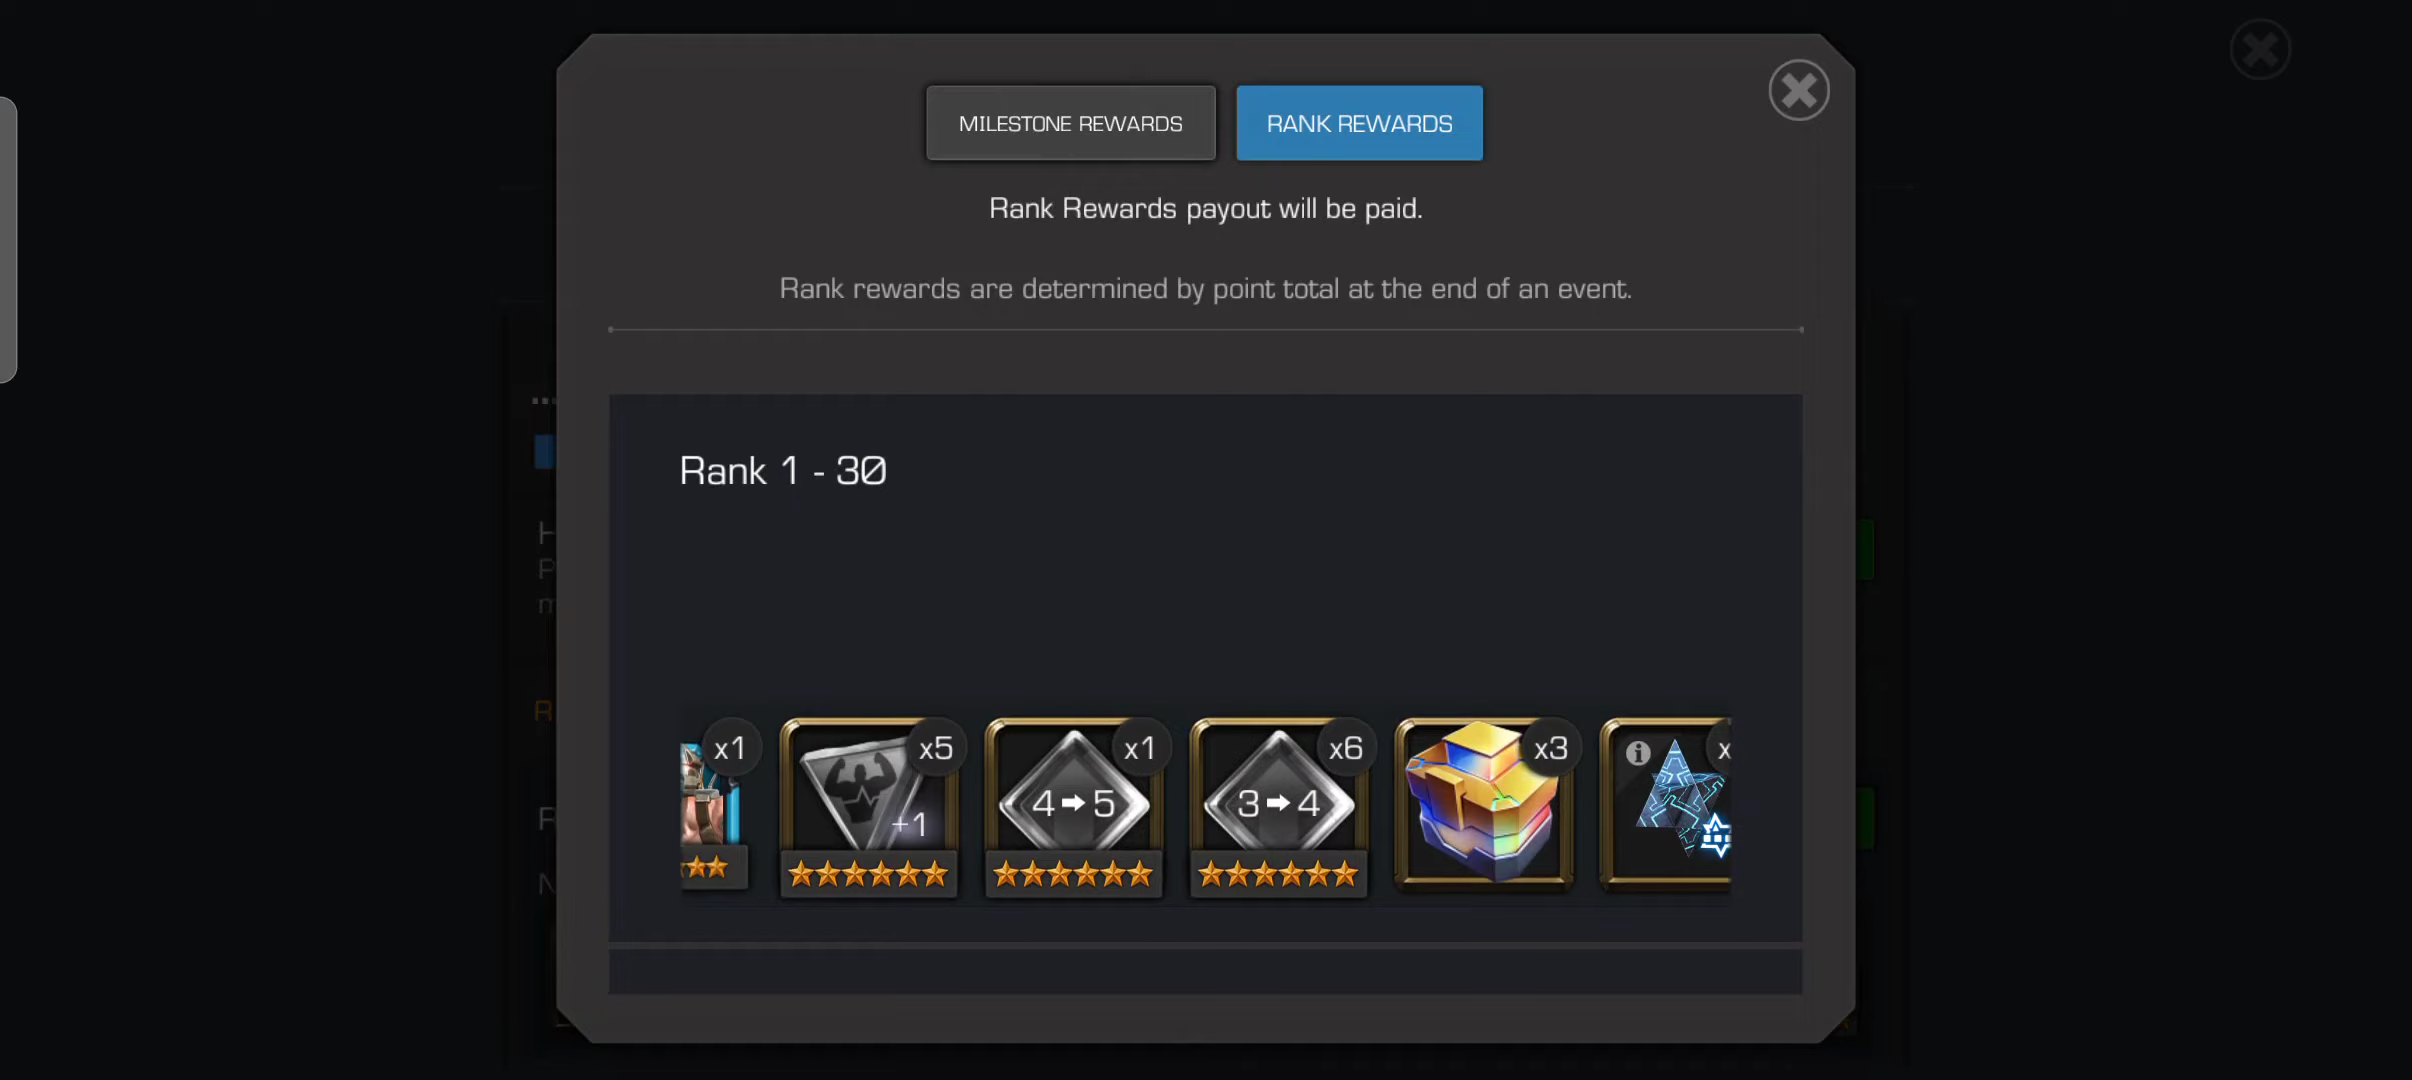 MILESTONE REWARDS
RANK REWARDS
Rank Rewards payout will be paid.
Rank rewards are determined by point total at the end of an event.
Rank 1 - 30
x1
x5
+1
x1
4➡5
x6
3➡4
x3